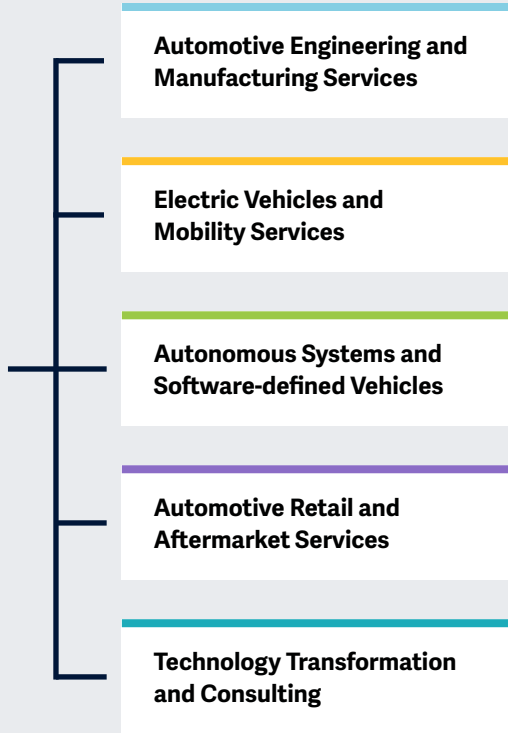 Automotive Engineering and
Manufacturing Services
Electric Vehicles and
Mobility Services
Autonomous Systems and
Software-defined Vehicles
Automotive Retail and
Aftermarket Services
Technology Transformation
and Consulting